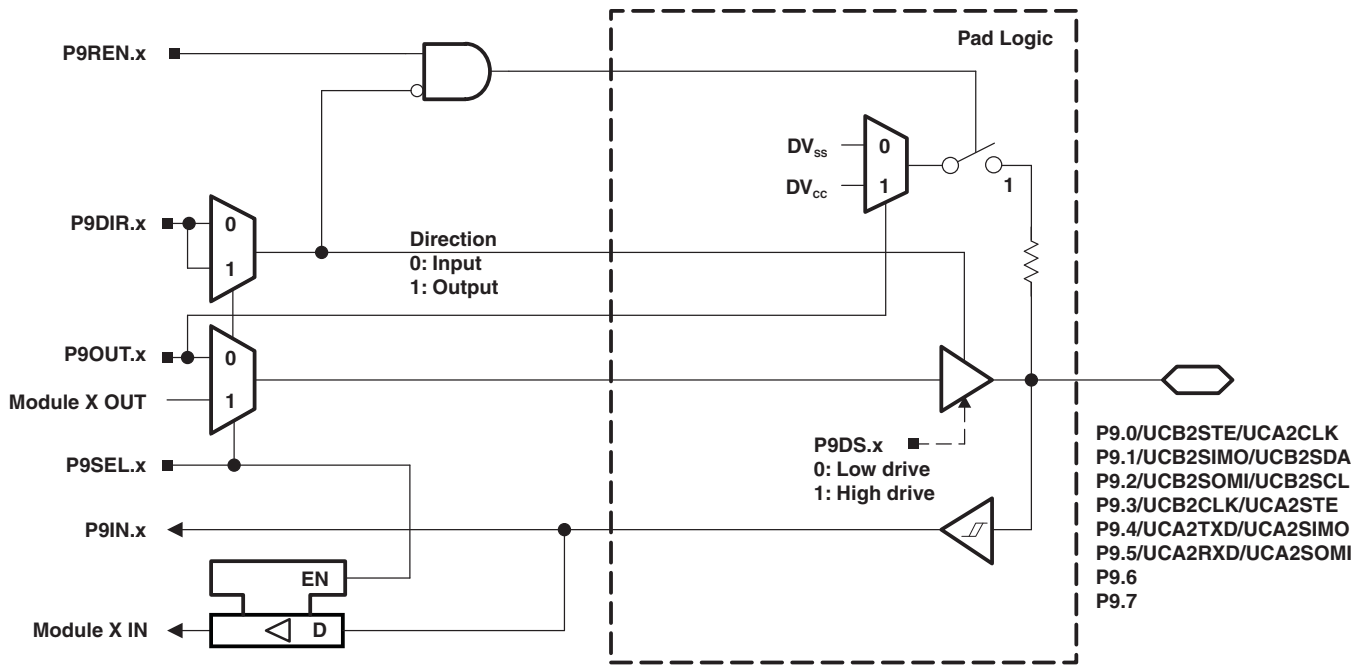 Pad Logic
P9REN.x
DVss
0
DVcc
1
1
P9DIR.x
0
1
Direction
0: Input
1: Output
P9OUT.x
0
Module X OUT
1
P9DS.x
0: Low drive
1: High drive
P9SEL.x
P9IN.x
EN
Module X IN
D
P9.0/UCB2STE/UCA2CLK
P9.1/UCB2SIMO/UCB2SDA
P9.2/UCB2SOMI/UCB2SCL
P9.3/UCB2CLK/UCA2STE
P9.4/UCA2TXD/UCA2SIMO
P9.5/UCA2RXD/UCA2SOMI
P9.6
P9.7